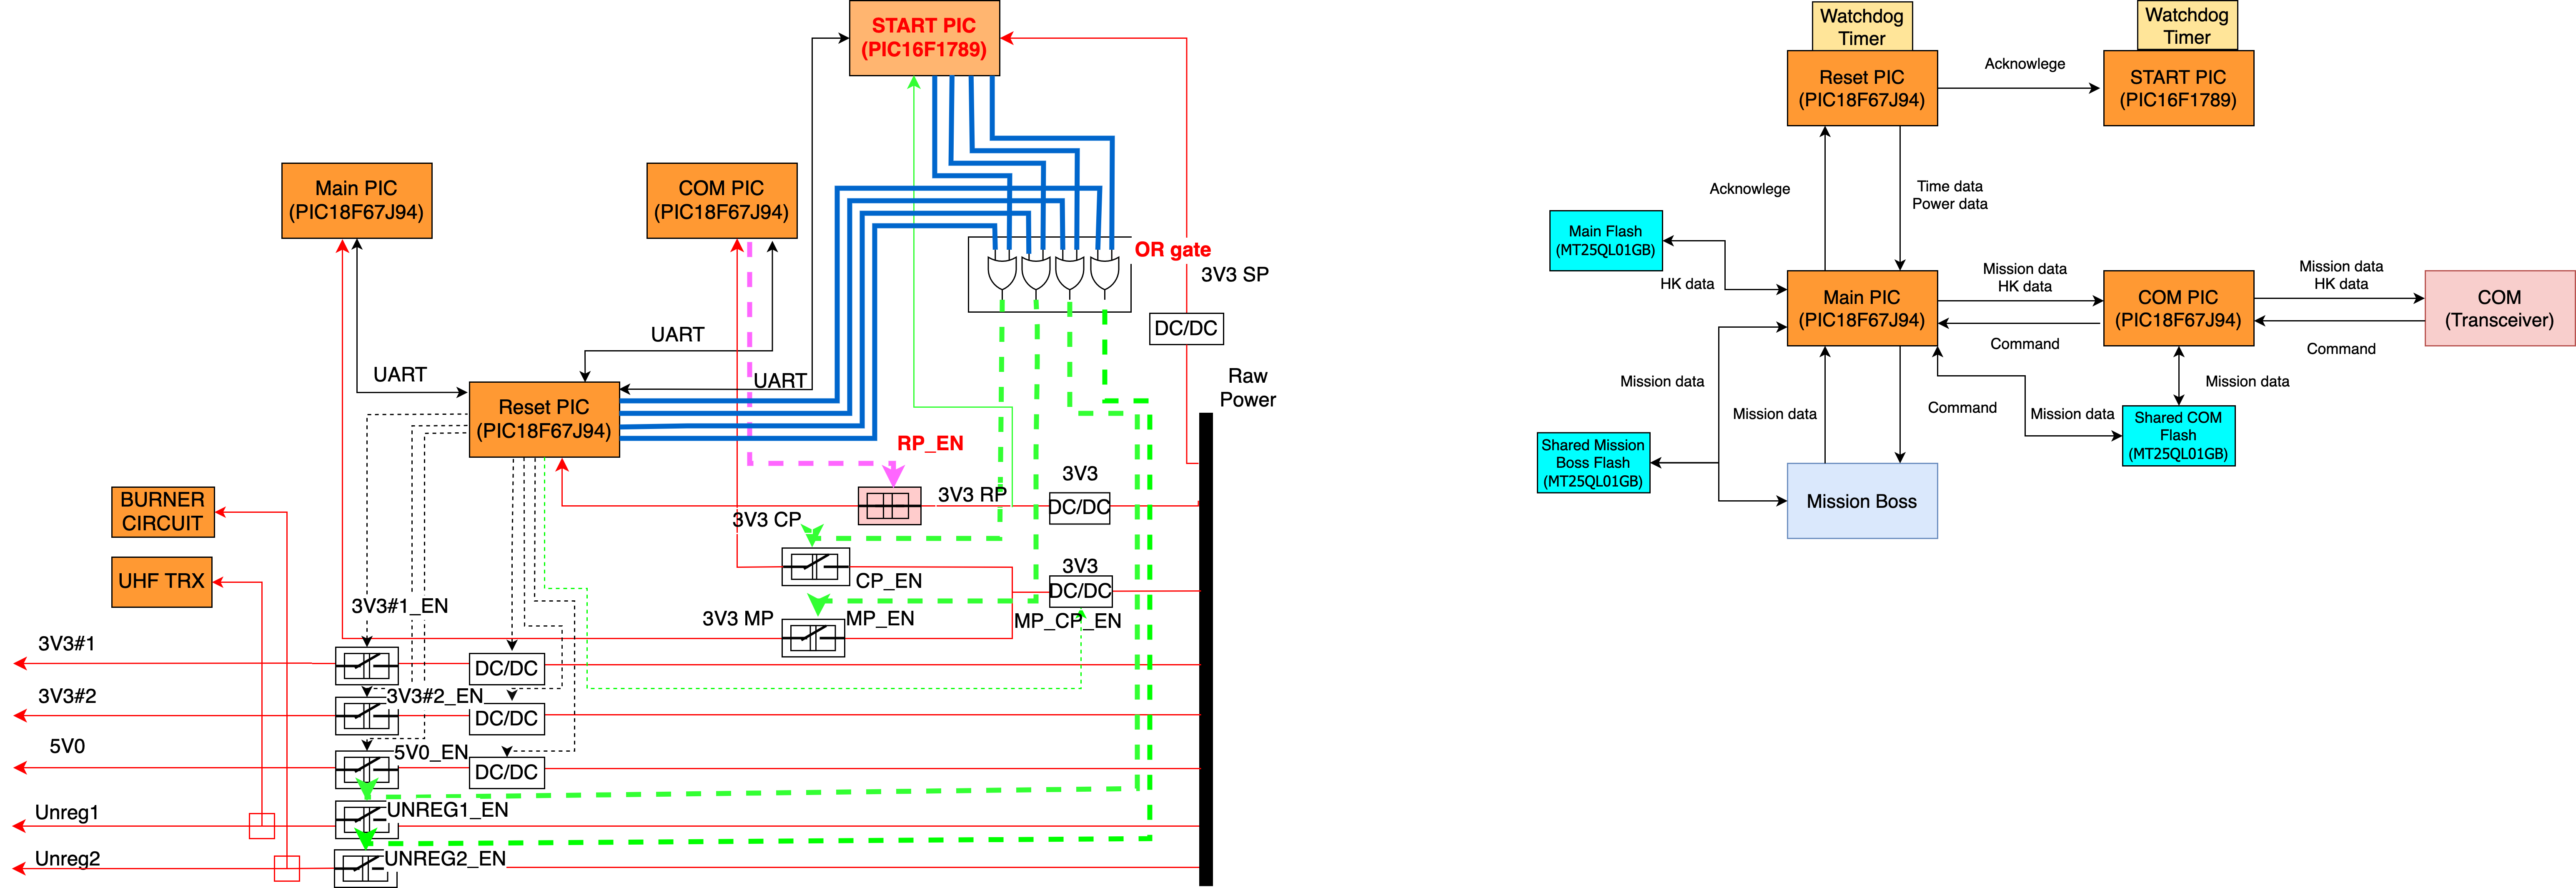 START PIC
(PIC16F1789)
Main PIC
(PIC18F67J94)
COM PIC
(PIC18F67J94)
OR gate
3V3 SP
DC/DC
UART
UART
UART
Raw
Power
Reset PIC
(PIC18F67J94)
RP_EN
3V3
3V3 RP
DC/DC
BURNER
CIRCUIT
3V3 CP
UHF TRX
CP_EN
3V3
DC/DC
3V3#1_EN
3V3 MP
MP_EN
MP_CP_EN
3V3#1
DC/DC
3V3#2
3V3#2_EN
DC/DC
5V0
5V0_EN
DC/DC
Unreg1
UNREG1_EN
Unreg2
UNREG2_EN
Watchdog
Timer
Watchdog
Timer
Reset PIC
(PIC18F67J94)
Acknowlege
START PIC
(PIC16F1789)
Acknowlege
Time data
Power data
Main Flash
(MT25QL01GB)
HK data
Main PIC
(PIC18F67J94)
Mission data
HK data
COM PIC
(PIC18F67J94)
Mission data
HK data
COM
(Transceiver)
Command
Command
Mission data
Mission data
Mission data
Command
Mission data
Shared COM
Flash
(MT25QL01GB)
Shared Mission
Boss Flash
(MT25QL01GB)
Mission Boss